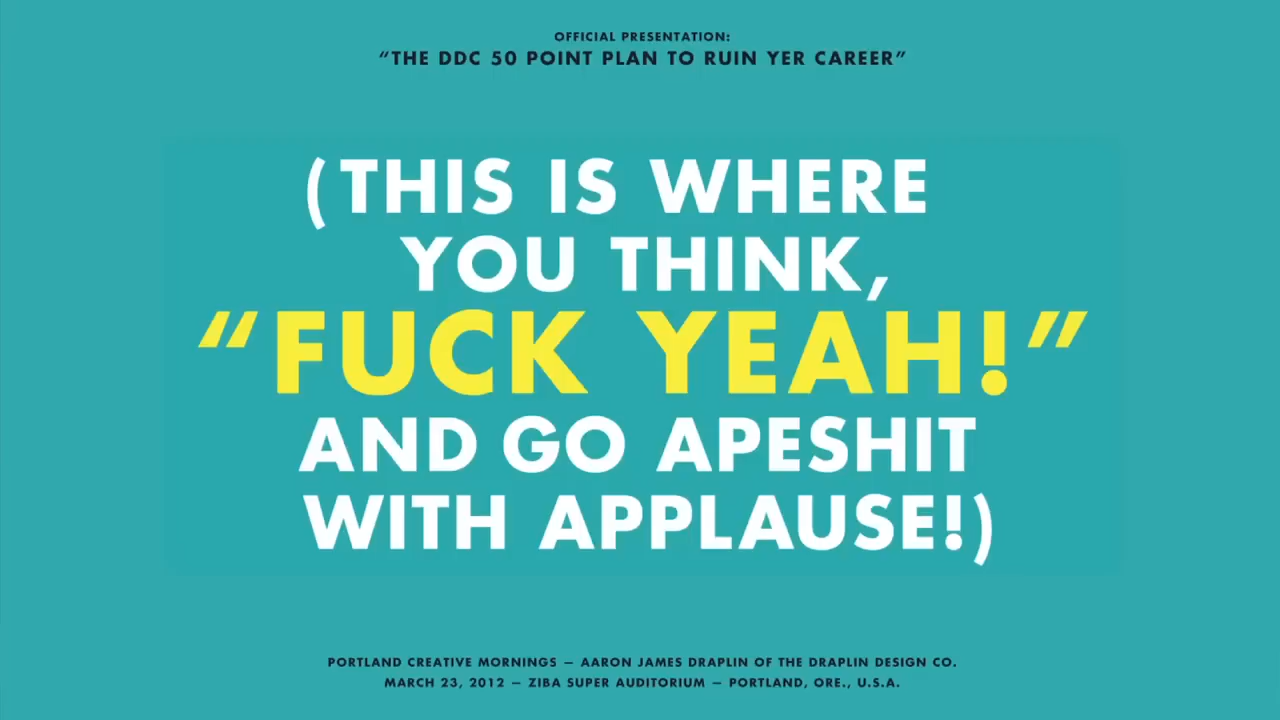 OFFICIAL PRESENTATION:
“THE DDC 50 POINT PLAN TO RUIN YER CAREER”
(THIS IS WHERE
YOU THINK,
“FUCK YEAH!”
AND GO APESHIT
WITH APPLAUSE!)
PORTLAND CREATIVE MORNINGS — AARON JAMES DRAPLIN OF THE DRAPLIN DESIGN CO.
MARCH 23, 2012 — ZIBA SUPER AUDITORIUM — PORTLAND, ORE., U.S.A.